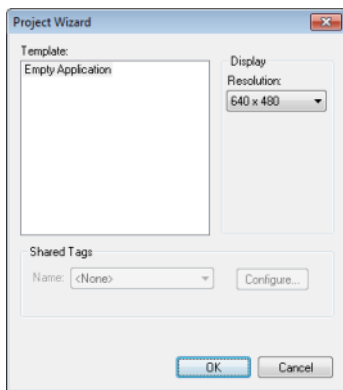 Project Wizard
Template:
Empty Application
Display
Resolution:
640 x 480
Shared Tags
Name: <None>
Configure...
OK
Cancel